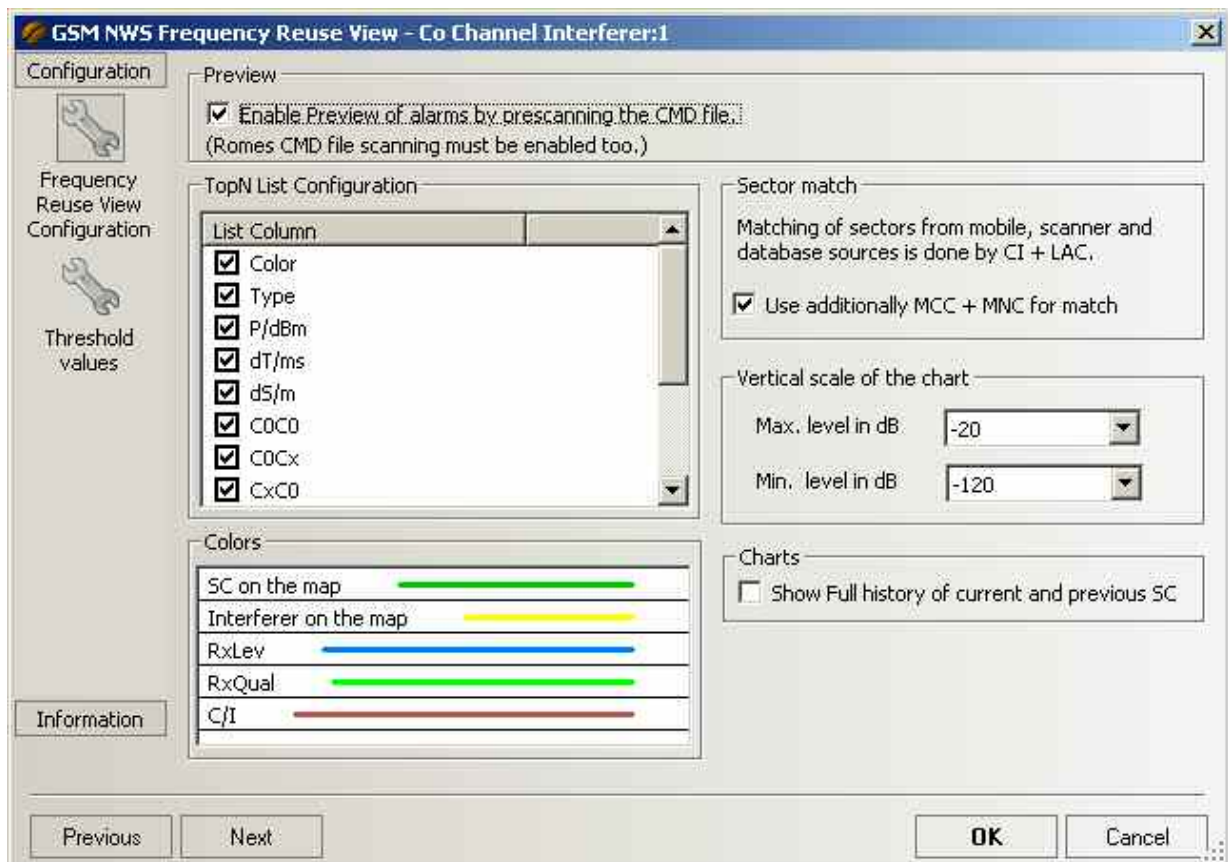 GSM NWS Frequency Reuse View - Co Channel Interferer:1
Configuration
Frequency
Reuse View
Configuration
Threshold
values
Information
Preview
Enable Preview of alarms by prescanning the CMD file.
(Romes CMD file scanning must be enabled too.)
TopN List Configuration
List Column
Color
Type
P/dBm
dT/ms
dS/m
C0C0
C0Cx
CxC0
Colors
SC on the map
Interferer on the map
RxLev
RxQual
C/I
Sector match
Matching of sectors from mobile, scanner and
database sources is done by CI + LAC.
Use additionally MCC + MNC for match
Vertical scale of the chart
Max. level in dB -20
Min. level in dB -120
Charts
Show Full history of current and previous SC
Previous Next OK Cancel